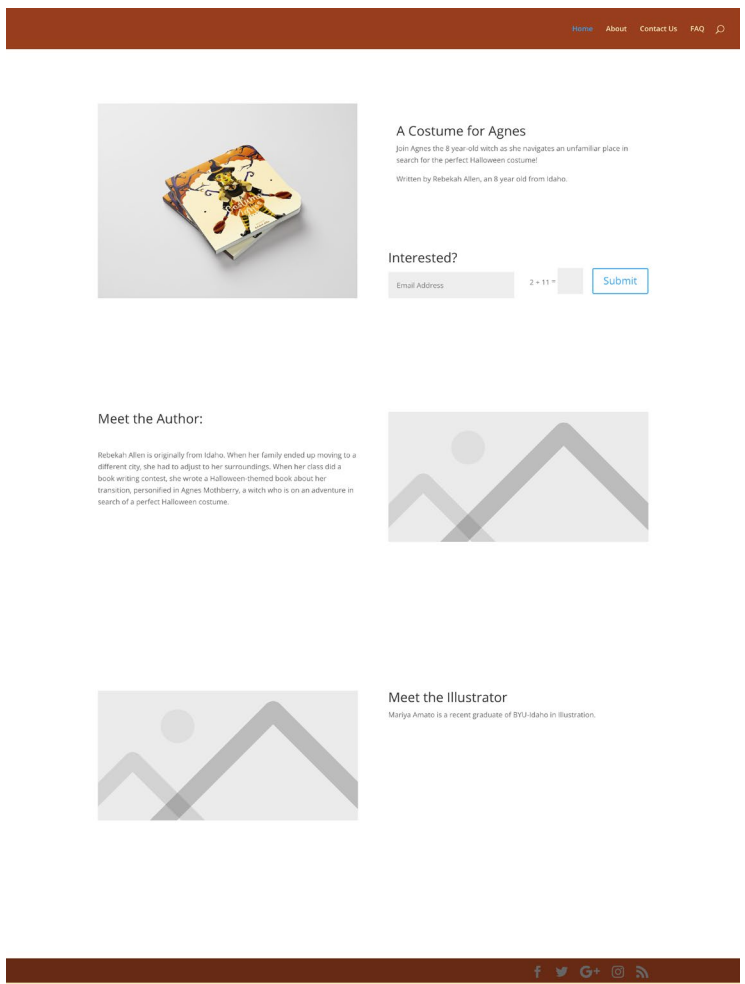 Home About Contact Us FAQ
A Costume for Agnes
Join Agnes the 8 year-old witch as she navigates an unfamiliar place in
search for the perfect Halloween costume!
Written by Rebekah Allen, an 8 year old from Idaho.
Interested?
Email Address 2 + 11 = Submit
Meet the Author:
Rebekah Allen is originally from Idaho. When her family ended up moving to a
different city, she had to adjust to her surroundings. When her class did a
book writing contest, she wrote a Halloween-themed book about her
transition, personified in Agnes Mothberry, a witch who is on an adventure in
search of a perfect Halloween costume.
Meet the Illustrator
Mariya Amato is a recent graduate of BYU-Idaho in Illustration.